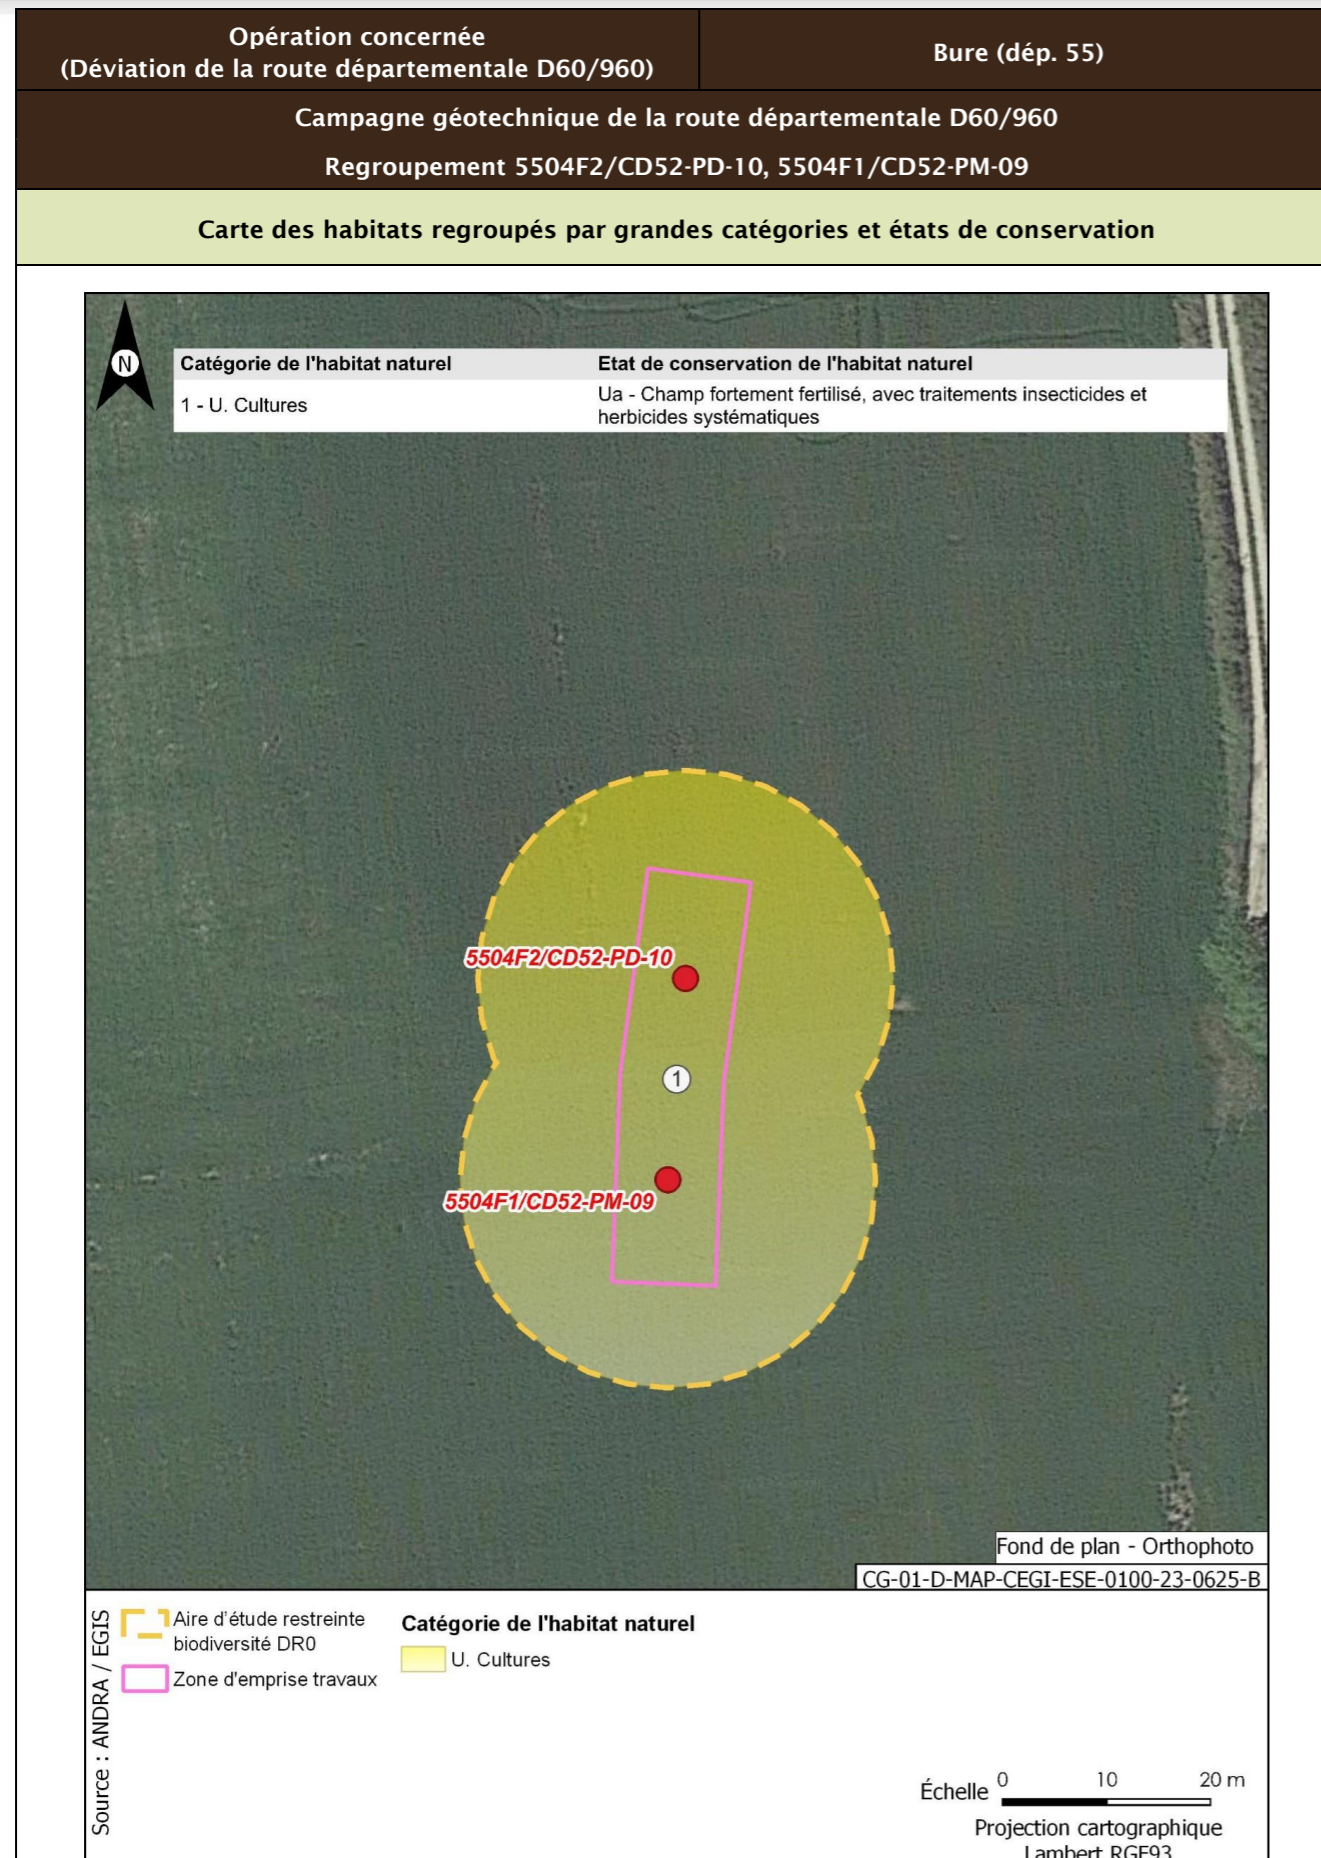 Opération concernée
(Déviation de la route départementale D60/960)
Bure (dép. 55)
Campagne géotechnique de la route départementale D60/960
Regroupement 5504F2/CD52-PD-10, 5504F1/CD52-PM-09
Carte des habitats regroupés par grandes catégories et états de conservation
N
Catégorie de l'habitat naturel
Etat de conservation de l'habitat naturel
1 - U. Cultures
Ua - Champ fortement fertilisé, avec traitements insecticides et
herbicides systématiques
5504F2/CD52-PD-10
1
5504F1/CD52-PM-09
Fond de plan - Orthophoto
CG-01-D-MAP-CEGI-ESE-0100-23-0625-B
Source : ANDRA / EGIS
Aire d'étude restreinte
biodiversité DR0
Zone d'emprise travaux
Catégorie de l'habitat naturel
U. Cultures
Échelle
0 10 20 m
Projection cartographique
Lambert RGF93